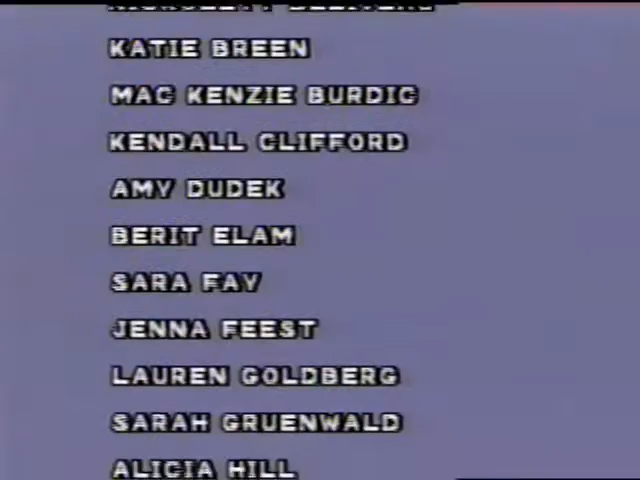 KATIE BREEN
MAC KENZIE BURDIC
KENDALL CLIFFORD
AMY DUDEK
BERIT ELAM
SARA FAY
JENNA FEEST
LAUREN GOLDBERG
SARAH GRUENWALD
ALICIA HILL